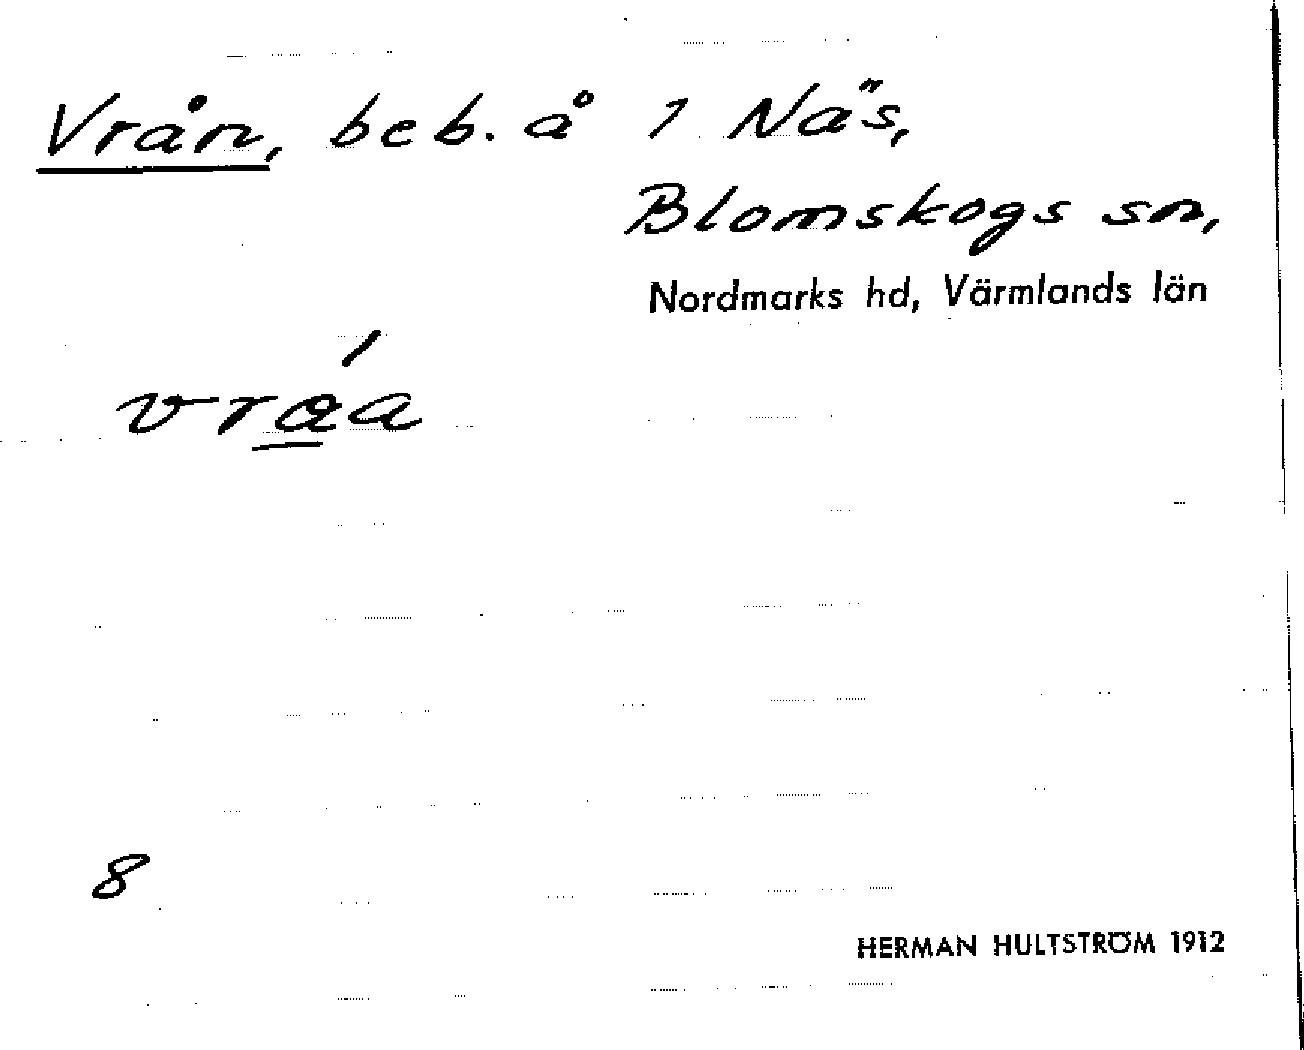 Vrån, beb. å 1 Näs,
Blomskogs sn,
Nordmarks hd, Värmlands län
vråa
8
HERMAN HULTSTRÖM 1912